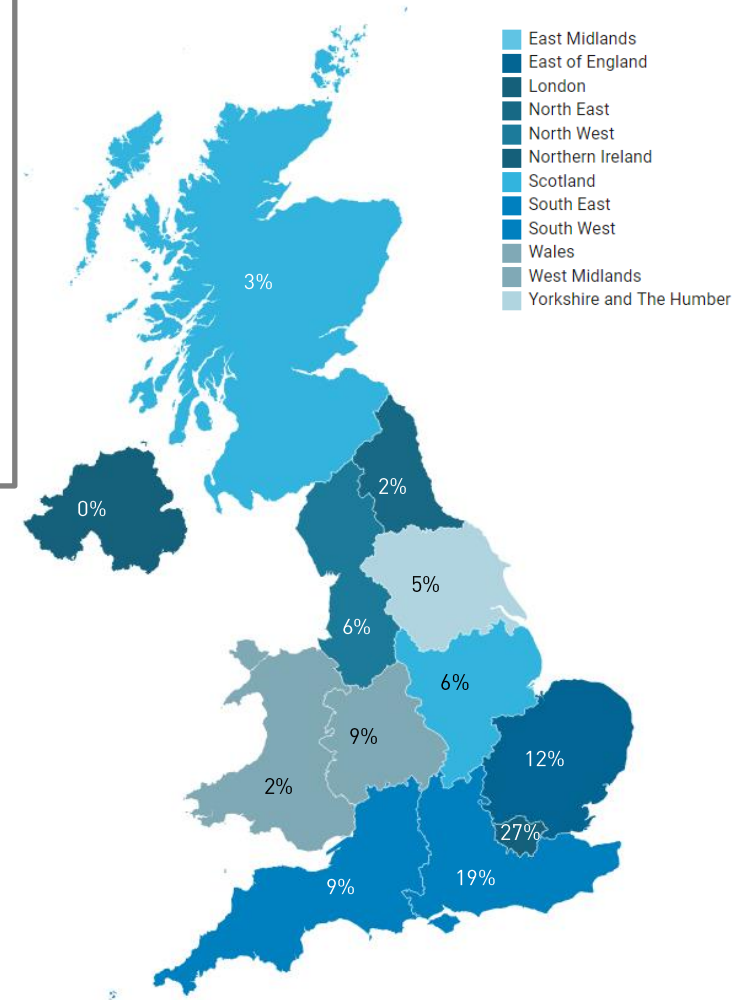 East Midlands
East of England
London
North East
North West
Northern Ireland
Scotland
South East
South West
Wales
West Midlands
Yorkshire and The Humber
3%
2%
0%
5%
6%
6%
9%
12%
2%
27%
19%
9%